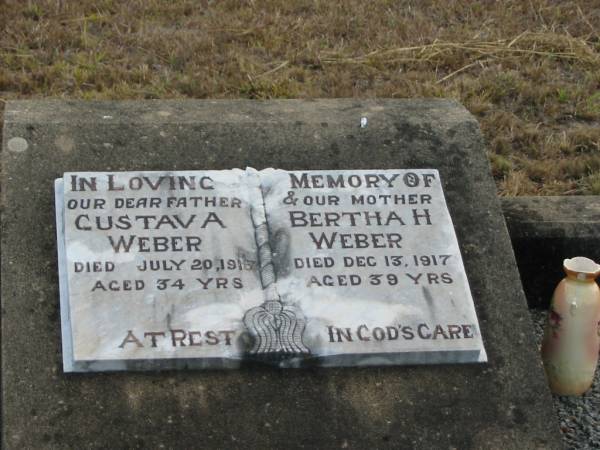 IN LOVING
OUR DEAR FATHER
GUSTAV A
WEBER
DIED JULY 20,
AGED 34 YRS
AT REST
MEMORY OF
& OUR MOTHER
BERTHA H
WEBER
DIED DEC 13, 1917
AGED 39 YRS
IN GOD'S CARE